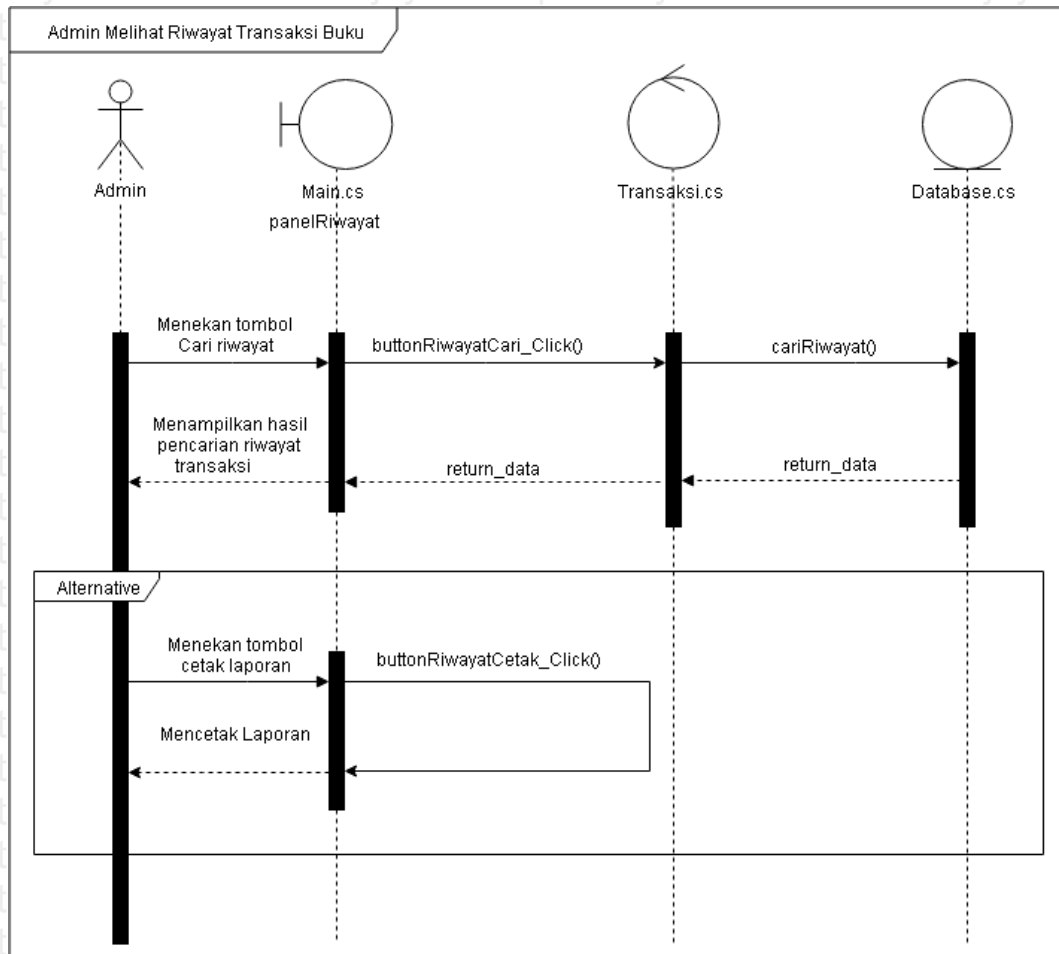 Admin Melihat Riwayat Transaksi Buku
Admin
Main.cs
panelRiwayat
Transaksi.cs
Database.cs
Menekan tombol
Cari riwayat
buttonRiwayatCari_Click()
cariRiwayat()
Menampilkan hasil
pencarian riwayat
transaksi
return_data
return_data
Alternative
Menekan tombol
cetak laporan
buttonRiwayatCetak_Click()
Mencetak Laporan